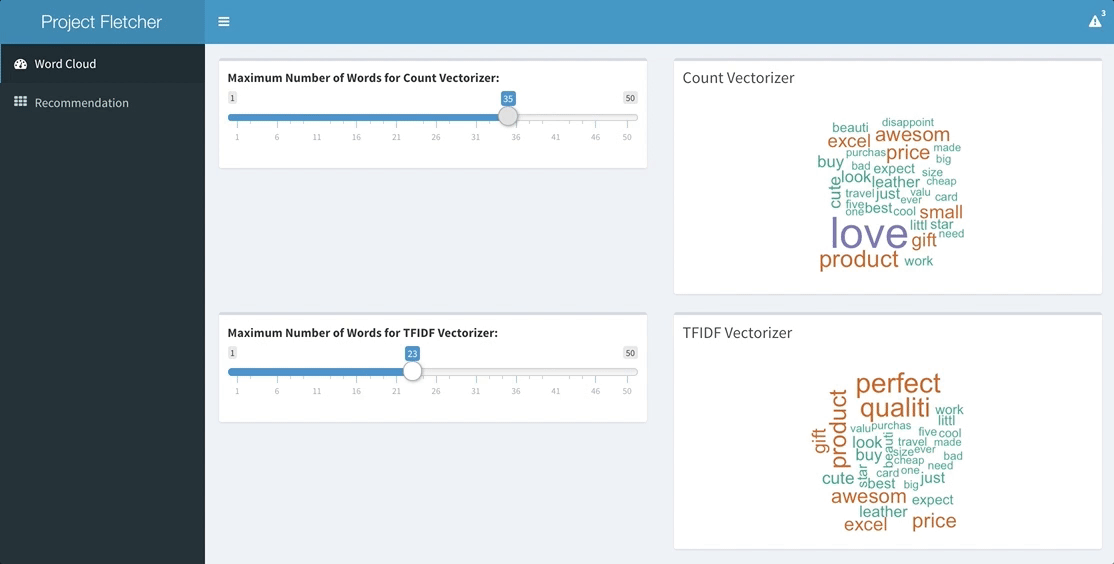 Project Fletcher
3
Word Cloud
Recommendation
Maximum Number of Words for Count Vectorizer:
1 35 50
1 6 11 16 21 26 31 36 41 46 50
Count Vectorizer
disappoint
beauti awesom
excel made
purchas price big
buy bad expect size
look leather cheap
cute travel just valu card
five ever
one best cool small
love littl star
gift need
product work
Maximum Number of Words for TFIDF Vectorizer:
1 23 50
1 6 11 16 21 26 31 36 41 46 50
TFIDF Vectorizer
perfect
product qualiti work
littl
gift valu purchas five cool
look beauti travel made
buy size ever bad
cheap need
cute star card one just
best big
awesom expect
leather
excel price